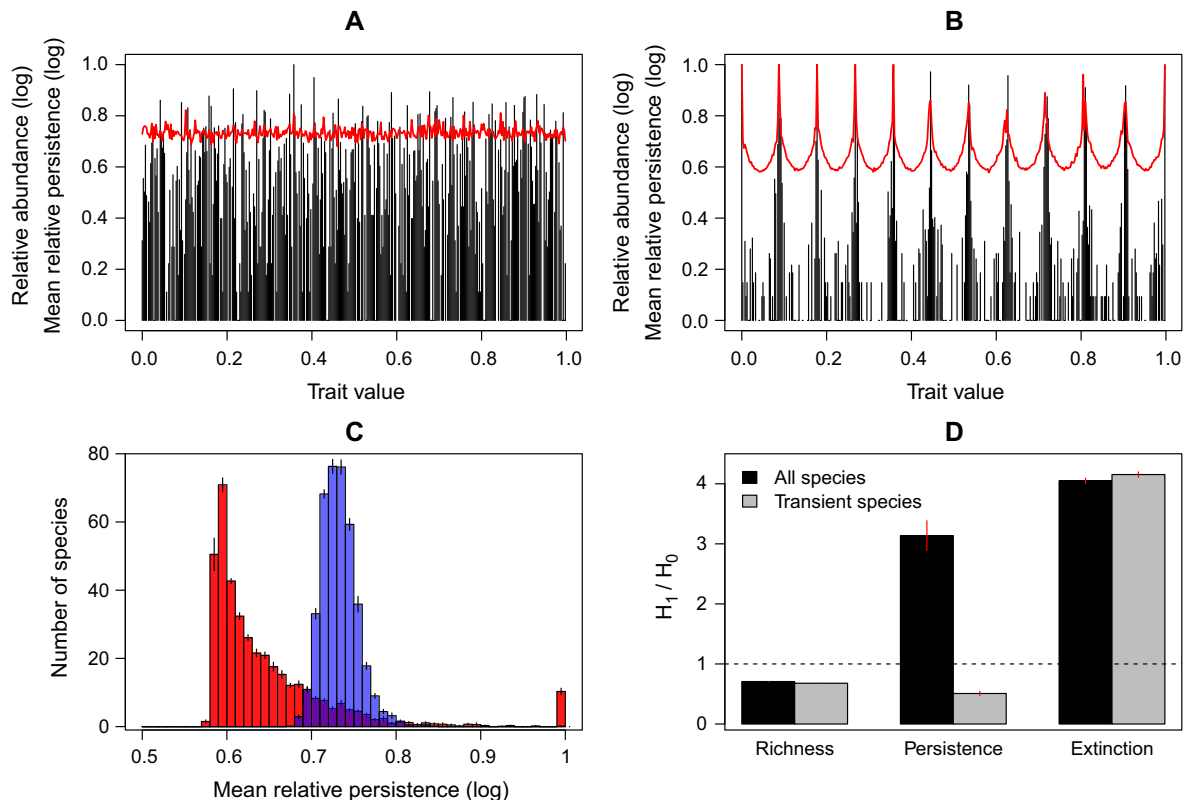 A
Relative abundance (log)
Mean relative persistence (log)
1.0
0.8
0.6
0.4
0.2
0.0
0.0 0.2 0.4 0.6 0.8 1.0
Trait value
B
Relative abundance (log)
Mean relative persistence (log)
1.0
0.8
0.6
0.4
0.2
0.0
0.0 0.2 0.4 0.6 0.8 1.0
Trait value
C
Number of species
80
60
40
20
0
0.5 0.6 0.7 0.8 0.9 1
Mean relative persistence (log)
D
H1 / H0
4
3
2
1
0
All species
Transient species
Richness Persistence Extinction